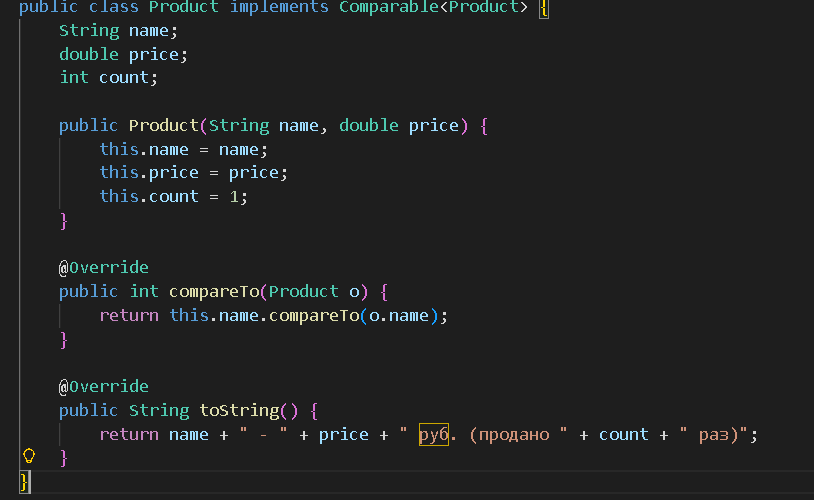 public class Product implements Comparable<Product> {
String name;
double price;
int count;
public Product(String name, double price) {
this.name = name;
this.price = price;
this.count = 1;
}
@Override
public int compareTo(Product o) {
return this.name.compareTo(o.name);
}
@Override
public String toString() {
return name + " - " + price + " руб. (продано " + count + " раз)";
}
}